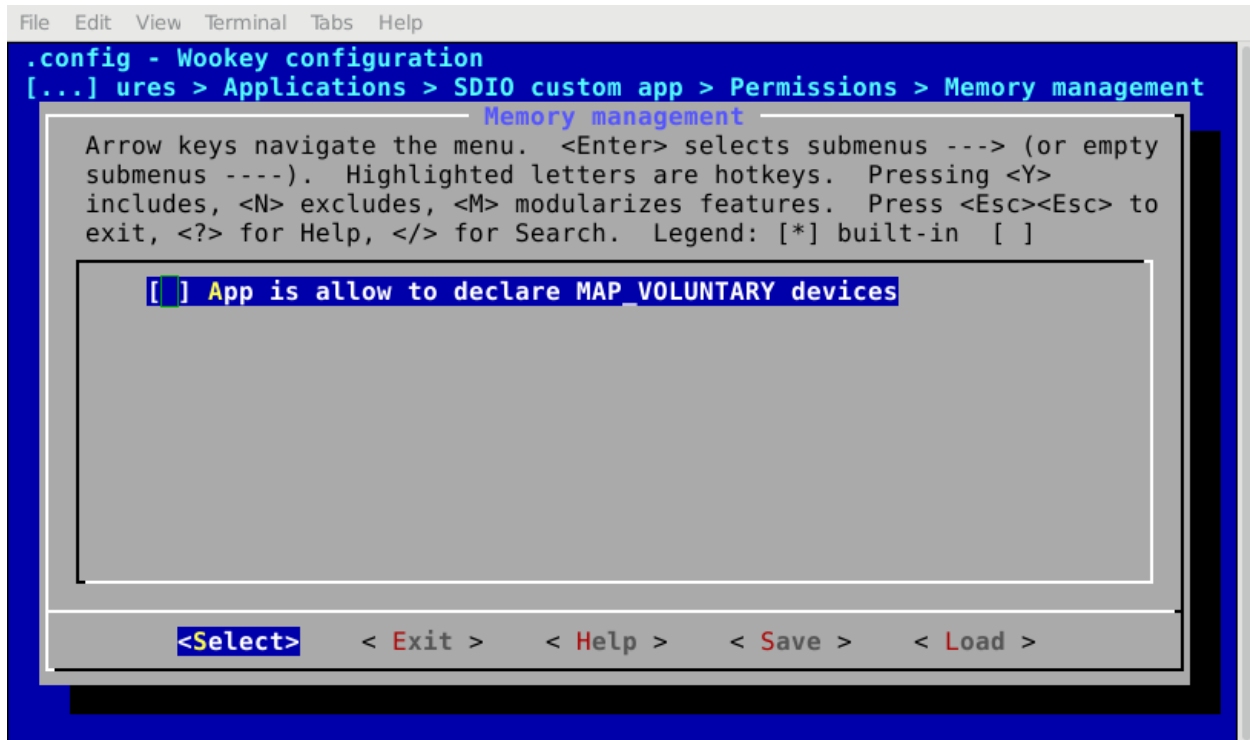 File Edit View Terminal Tabs Help
.config - Wookey configuration
[...] ures > Applications > SDIO custom app > Permissions > Memory management
Memory management
Arrow keys navigate the menu.  <Enter> selects submenus ---> (or empty
submenus ----).  Highlighted letters are hotkeys.  Pressing <Y>
includes, <N> excludes, <M> modularizes features.  Press <Esc><Esc> to
exit, <?> for Help, </> for Search.  Legend: [*] built-in  [ ]
[ ] App is allow to declare MAP_VOLUNTARY devices
<Select>    < Exit >    < Help >    < Save >    < Load >